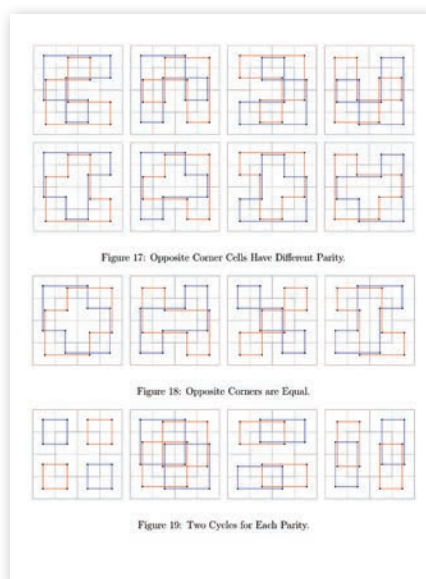 Figure 17: Opposite Corner Cells Have Different Parity.
Figure 18: Opposite Corners are Equal.
Figure 19: Two Cycles for Each Parity.